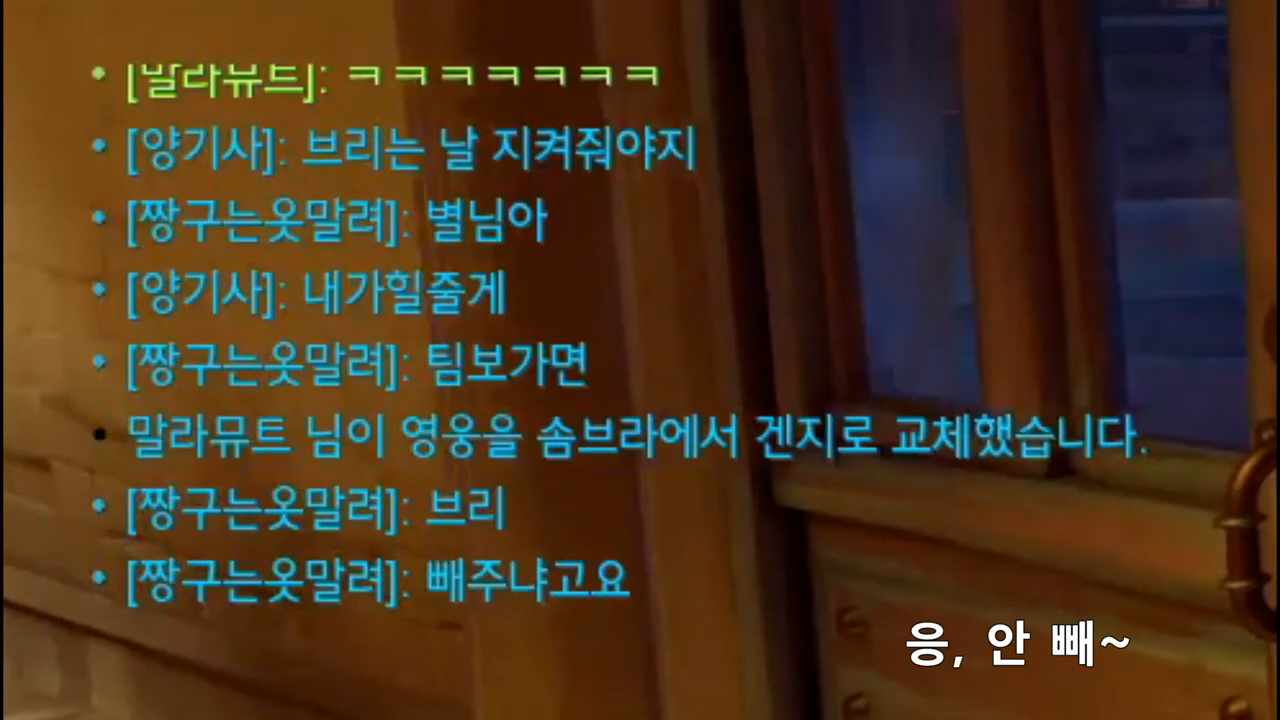 [말라뮤트]: ㅋㅋㅋㅋㅋㅋㅋ
[양기사]: 브리는 날 지켜줘야지
[짱구는옷말려]: 별님아
[양기사]: 내가힐줄게
[짱구는옷말려]: 팀보가면
말라뮤트 님이 영웅을 솜브라에서 겐지로 교체했습니다.
[짱구는옷말려]: 브리
[짱구는옷말려]: 빼주냐고요
응, 안 빼~